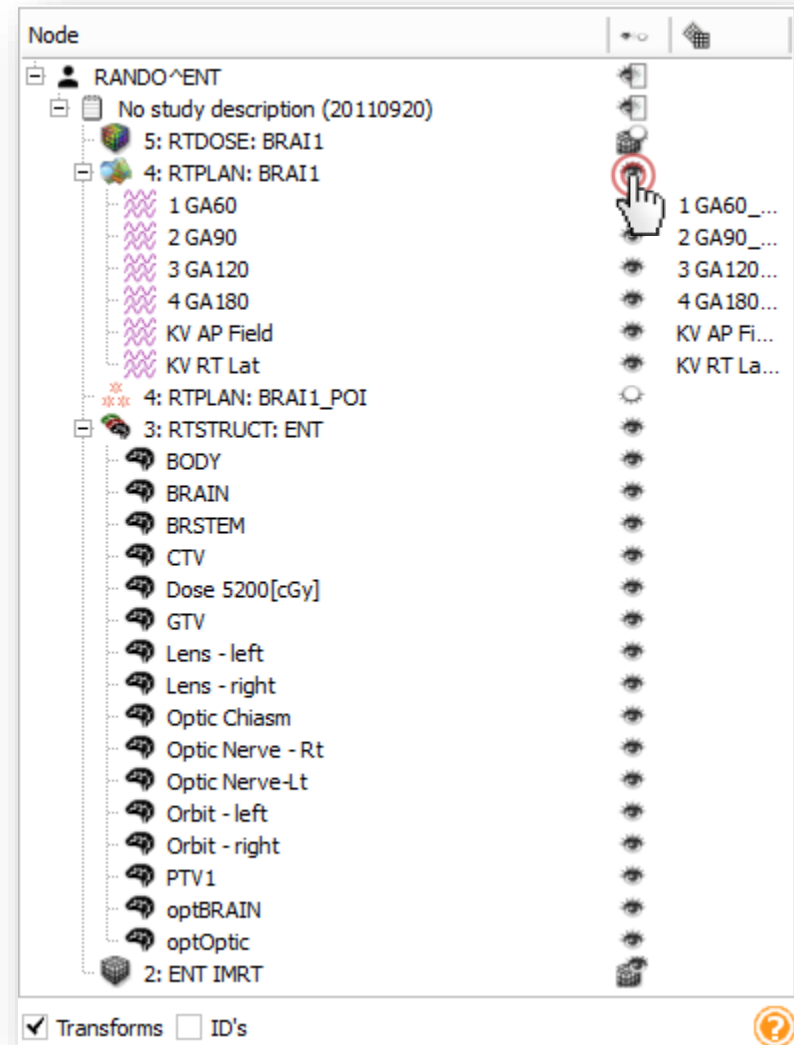 Node
RANDO^ENT
No study description (20110920)
5: RTDOSE: BRAI1
4: RTPLAN: BRAI1
1 GA60 1 GA60_...
2 GA90 2 GA90_...
3 GA120 3 GA120...
4 GA180 4 GA180...
KV AP Field KV AP Fi...
KV RT Lat KV RT La...
4: RTPLAN: BRAI1_POI
3: RTSTRUCT: ENT
BODY
BRAIN
BRSTEM
CTV
Dose 5200[cGy]
GTV
Lens - left
Lens - right
Optic Chiasm
Optic Nerve - Rt
Optic Nerve-Lt
Orbit - left
Orbit - right
PTV1
optBRAIN
optOptic
2: ENT IMRT
Transforms ID's ?